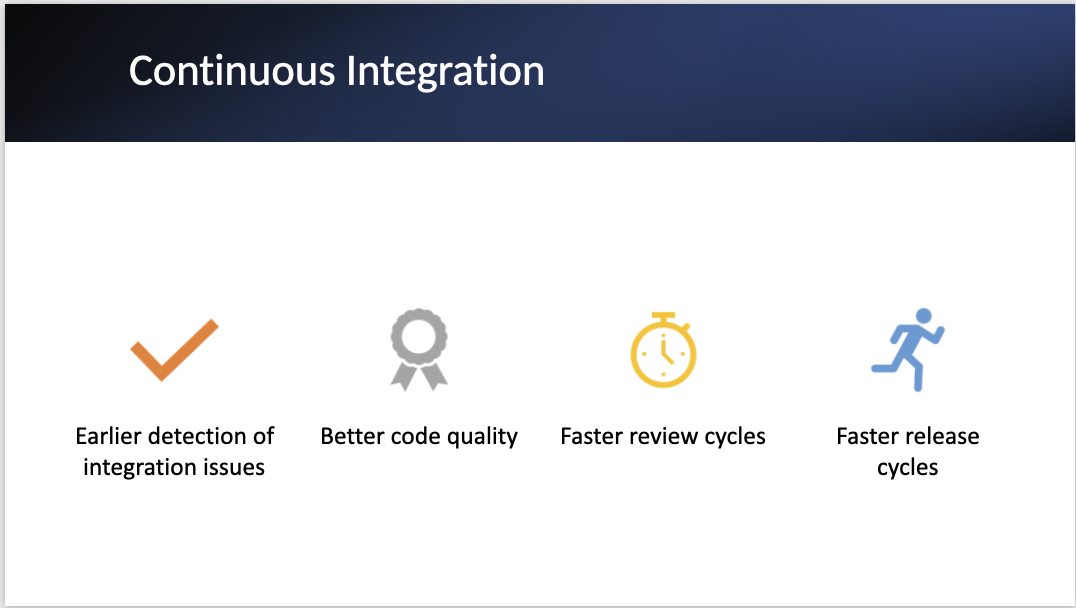 Continuous Integration
Earlier detection of
integration issues
Better code quality
Faster review cycles
Faster release
cycles